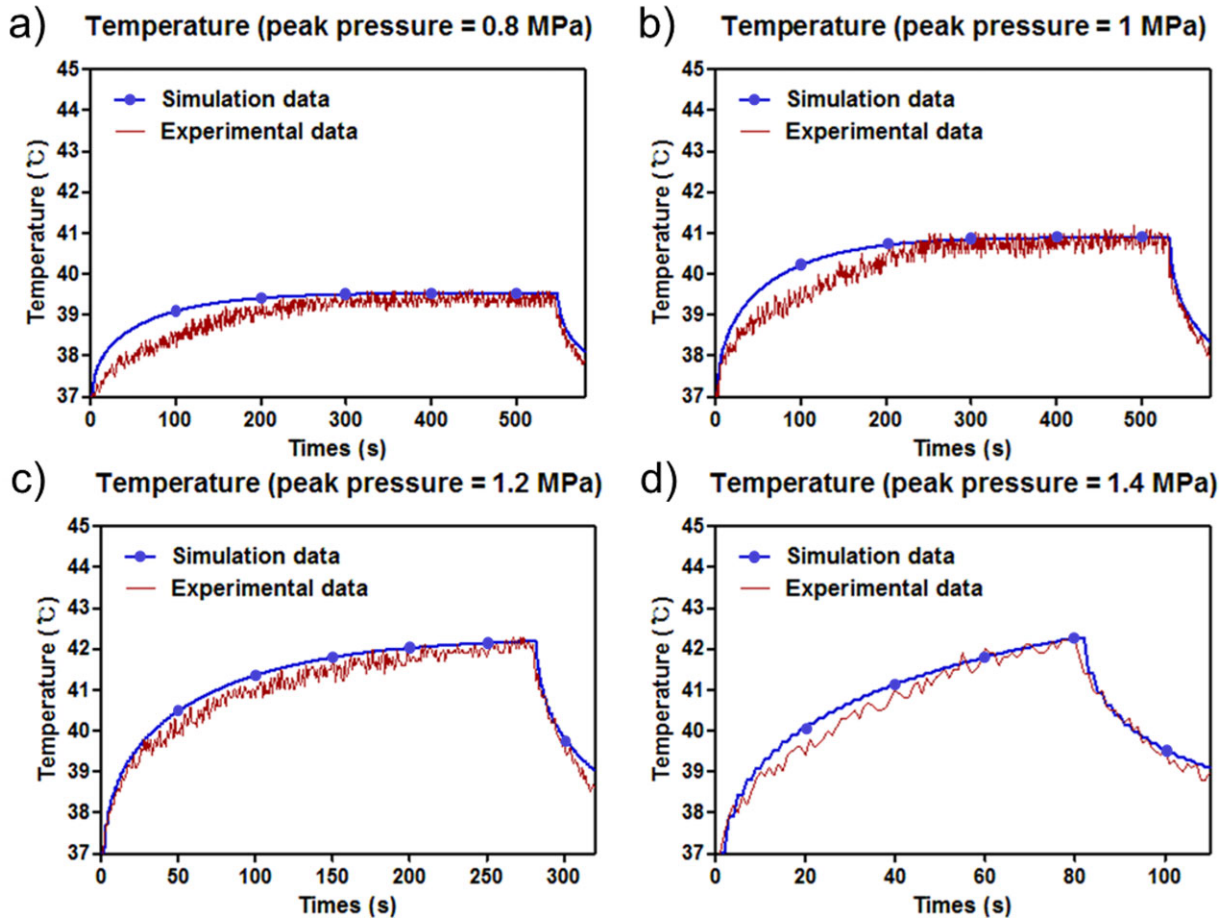 a) Temperature (peak pressure = 0.8 MPa)
45
44
43
42
41
40
39
38
37
Temperature (℃)
Simulation data
Experimental data
0 100 200 300 400 500
Times (s)
b) Temperature (peak pressure = 1 MPa)
45
44
43
42
41
40
39
38
37
Temperature (℃)
Simulation data
Experimental data
0 100 200 300 400 500
Times (s)
c) Temperature (peak pressure = 1.2 MPa)
45
44
43
42
41
40
39
38
37
Temperature (℃)
Simulation data
Experimental data
0 50 100 150 200 250 300
Times (s)
d) Temperature (peak pressure = 1.4 MPa)
45
44
43
42
41
40
39
38
37
Temperature (℃)
Simulation data
Experimental data
0 20 40 60 80 100
Times (s)